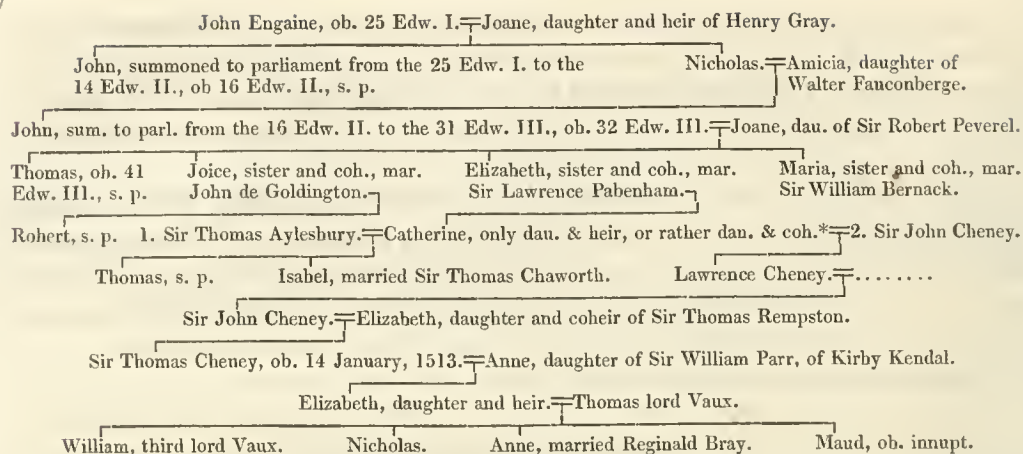 John Engaine, ob. 25 Edw. I.=Joane, daughter and heir of Henry Gray.
John, summoned to parliament from the 25 Edw. I. to the
14 Edw. II., ob 16 Edw. II., s. p.
Nicholas.=Amicia, daughter of
Walter Fauconberge.
John, sum. to parl. from the 16 Edw. II. to the 31 Edw. III., ob. 32 Edw. III.=Joane, dau. of Sir Robert Peverel.
Thomas, ob. 41
Edw. III., s. p.
Joice, sister and coh., mar.
John de Goldington.
Elizabeth, sister and coh., mar.
Sir Lawrence Pabenham.
Maria, sister and coh., mar.
Sir William Bernack.
Rohert, s. p. 1. Sir Thomas Aylesbury.=Catherine, only dau. & heir, or rather dan. & coh.*=2. Sir John Cheney.
Thomas, s. p. Isabel, married Sir Thomas Chaworth. Lawrence Cheney.=........
Sir John Cheney.=Elizabeth, daughter and coheir of Sir Thomas Rempston.
Sir Thomas Cheney, ob. 14 January, 1513.=Anne, daughter of Sir William Parr, of Kirby Kendal.
Elizabeth, daughter and heir.=Thomas lord Vaux.
William, third lord Vaux. Nicholas. Anne, married Reginald Bray. Maud, ob. innupt.